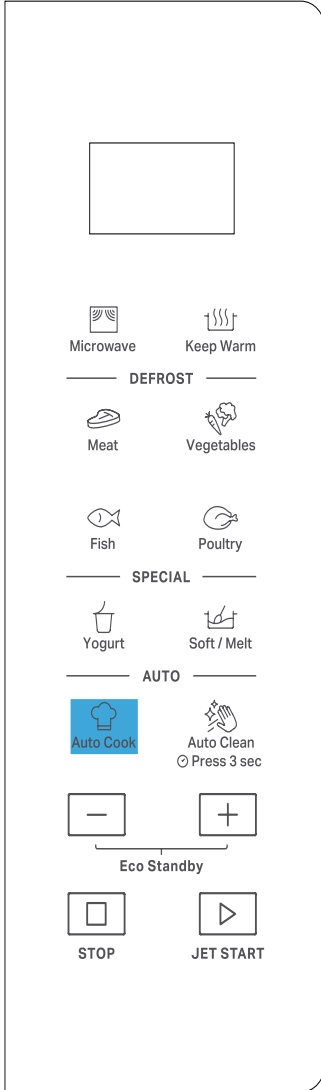 Microwave Keep Warm
DEFROST
Meat Vegetables
Fish Poultry
SPECIAL
Yogurt Soft / Melt
AUTO
Auto Cook Auto Clean
Press 3 sec
− +
Eco Standby
STOP JET START